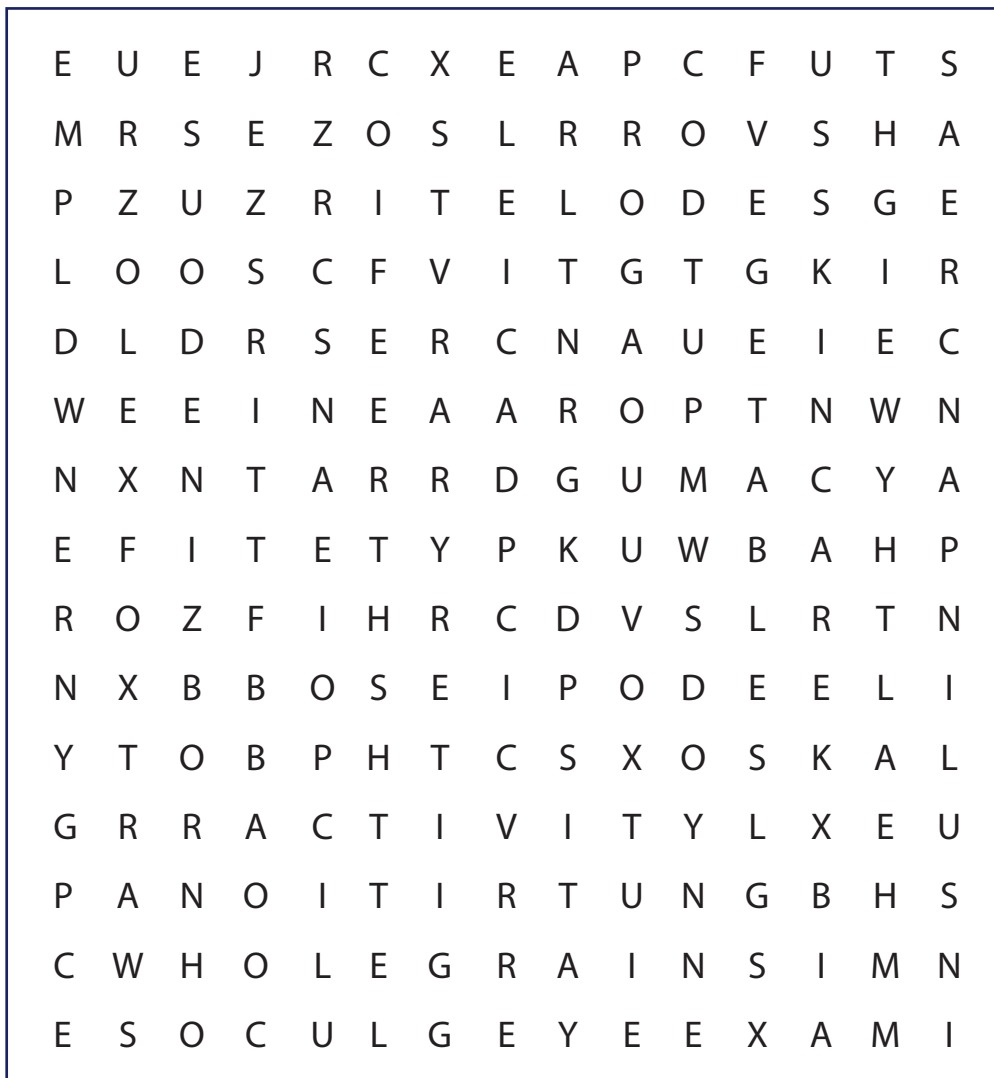 E U E J R C X E A P C F U T S
M R S E Z O S L R R O V S H A
P Z U Z R I T E L O D E S G E
L O O S C F V I T G T G K I R
D L D R S E R C N A U E I E C
W E E I N E A A R O P T N W N
N X N T A R R D G U M A C Y A
E F I T E T Y P K U W B A H P
R O Z F I H R C D V S L R T N
N X B B O S E I P O D E E L I
Y T O B P H T C S X O S K A L
G R R A C T I V I T Y L X E U
P A N O I T I R T U N G B H S
C W H O L E G R A I N S I M N
E S O C U L G E Y E E X A M I